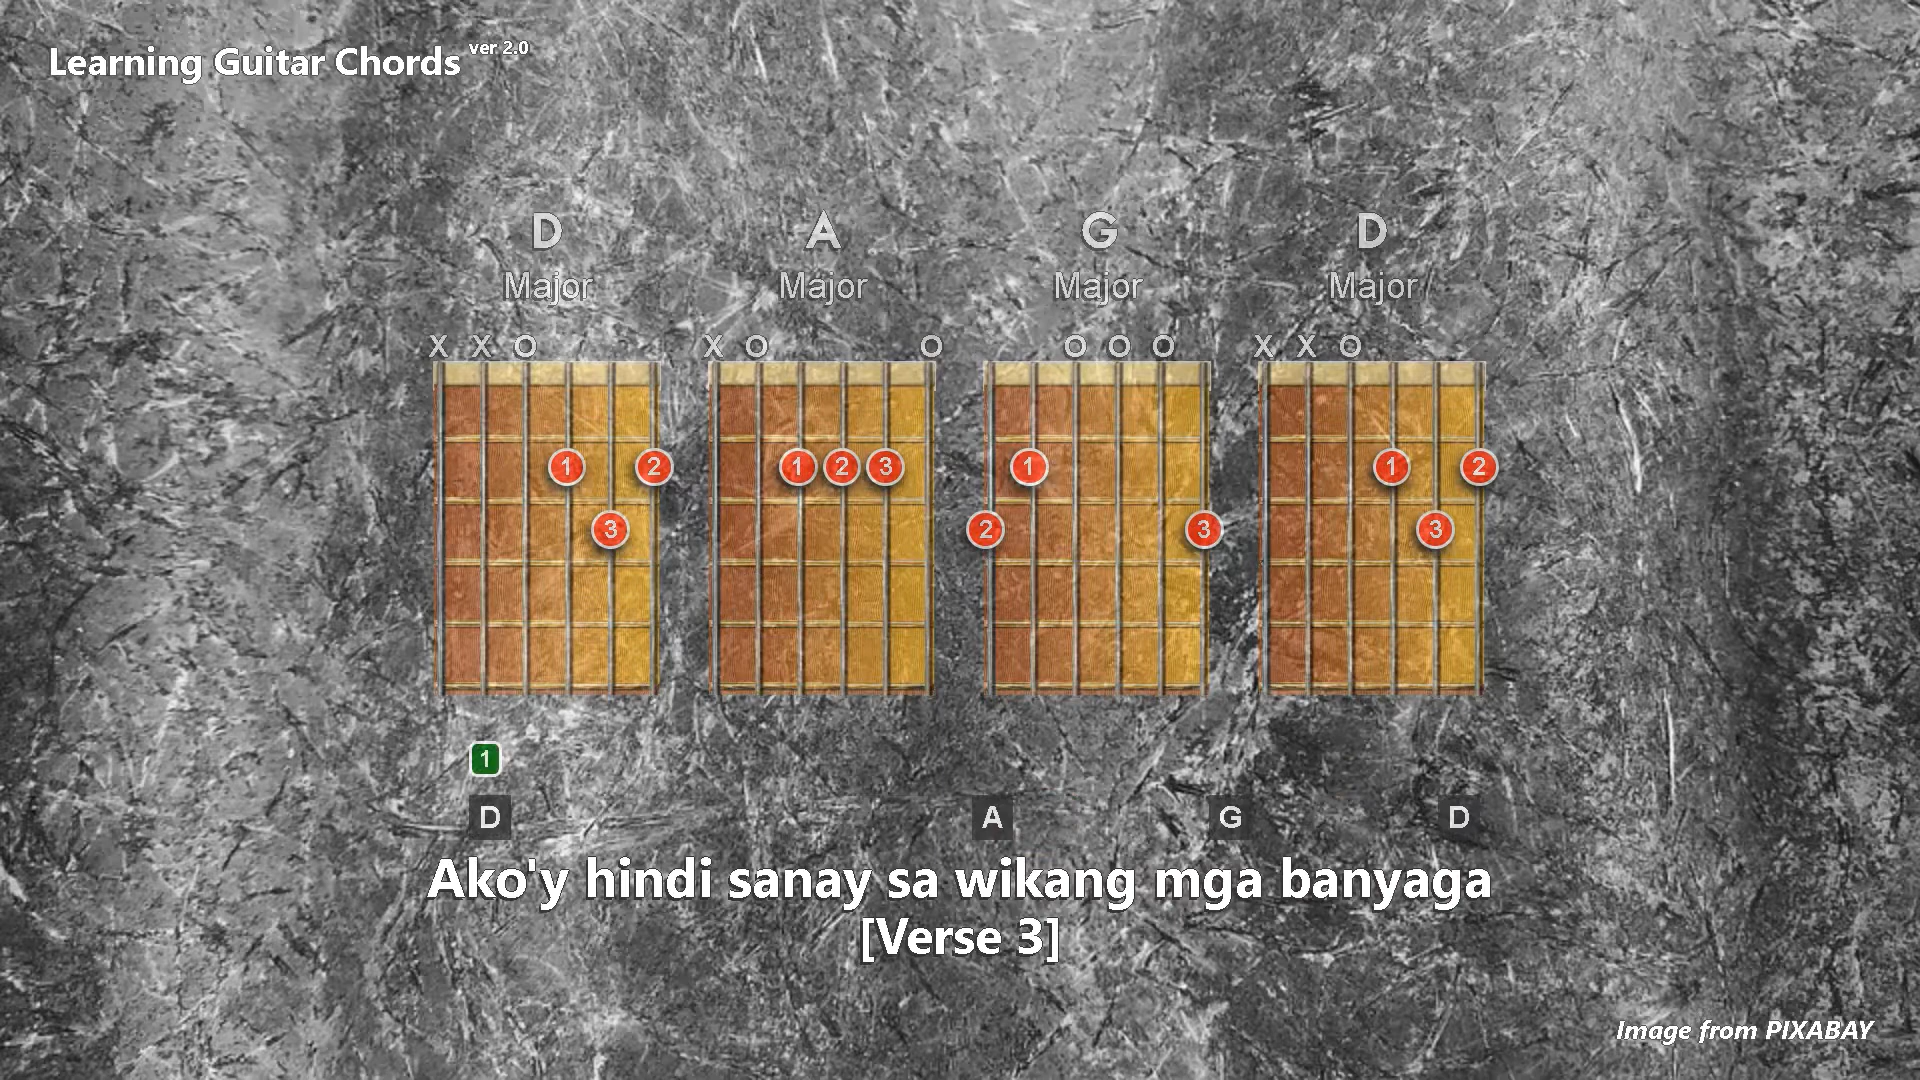 Learning Guitar Chords ver 2.0
D A G D
Major Major Major Major
X X O X O O O O O X X O
1 2 1 2 3 1 1 2
3 2 3 3
1
D A G D
Ako'y hindi sanay sa wikang mga banyaga
[Verse 3]
Image from PIXABAY